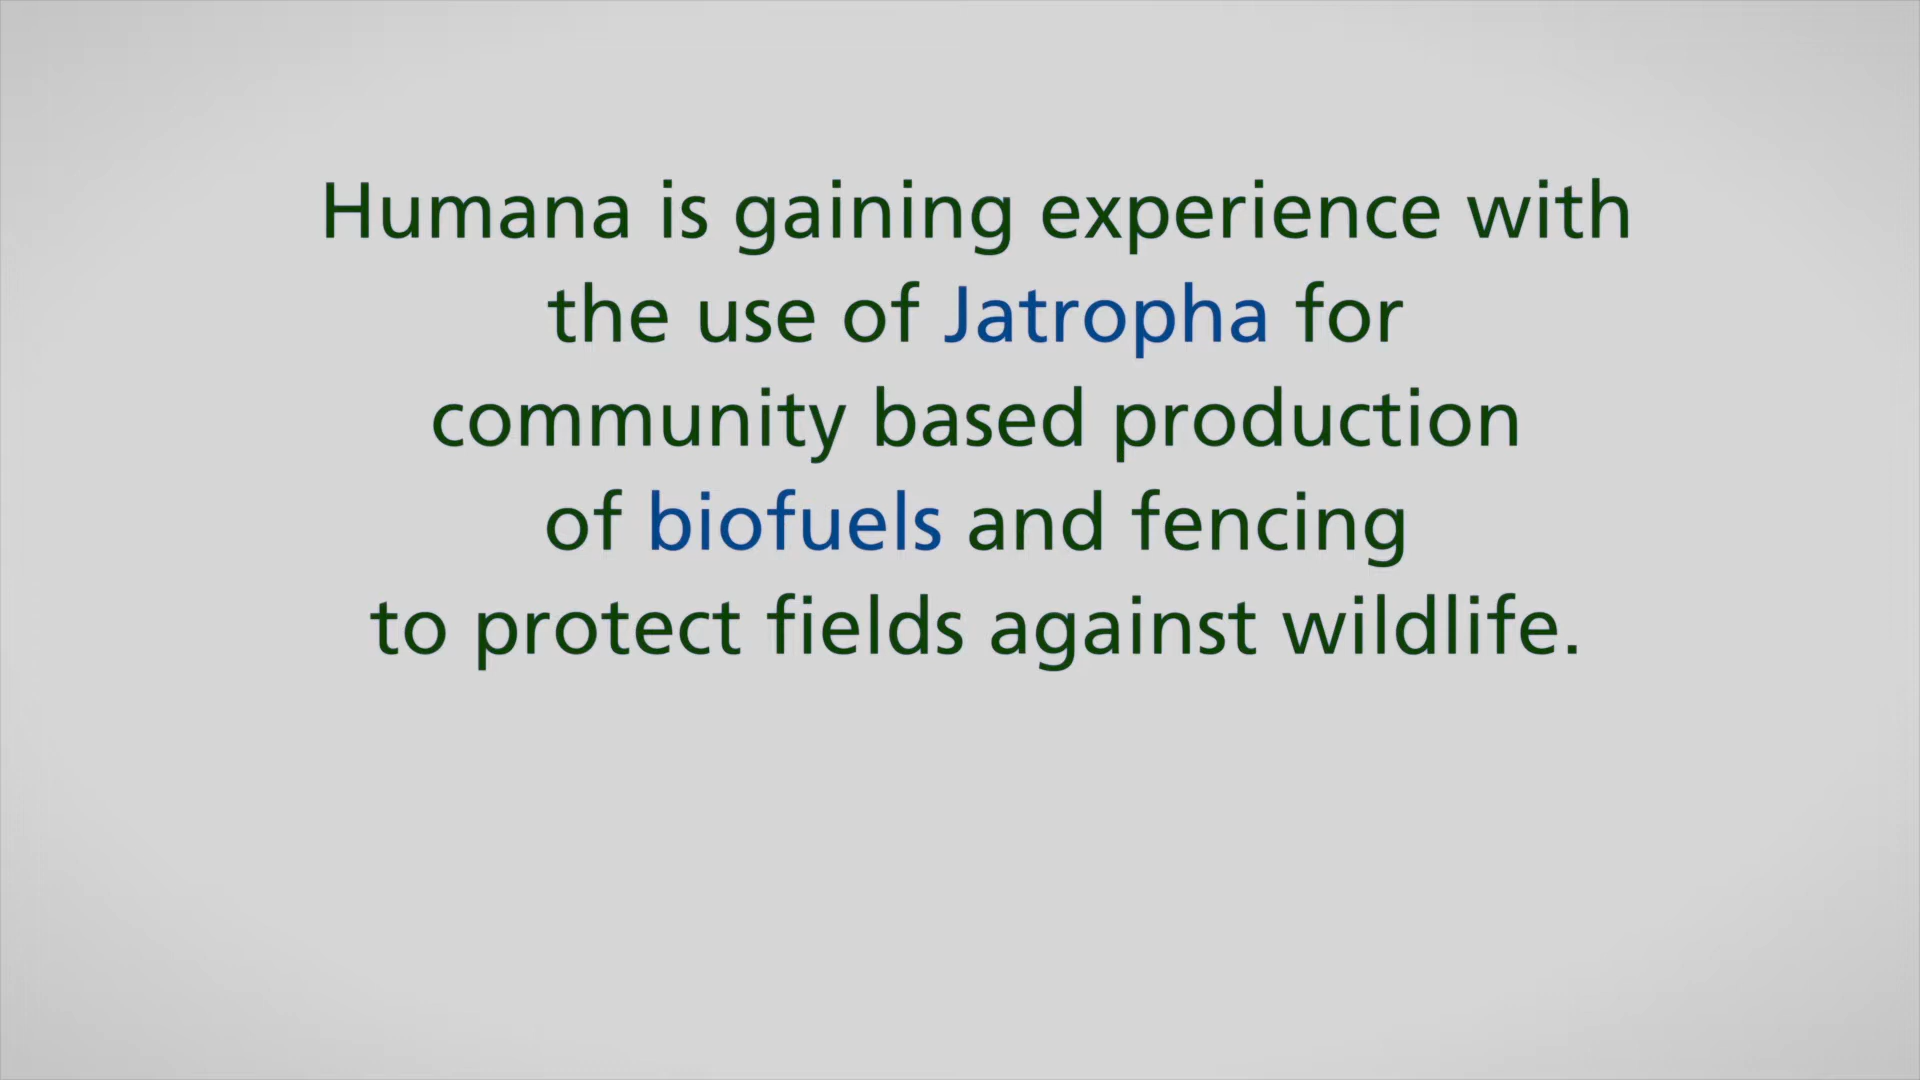 Humana is gaining experience with
the use of Jatropha for
community based production
of biofuels and fencing
to protect fields against wildlife.